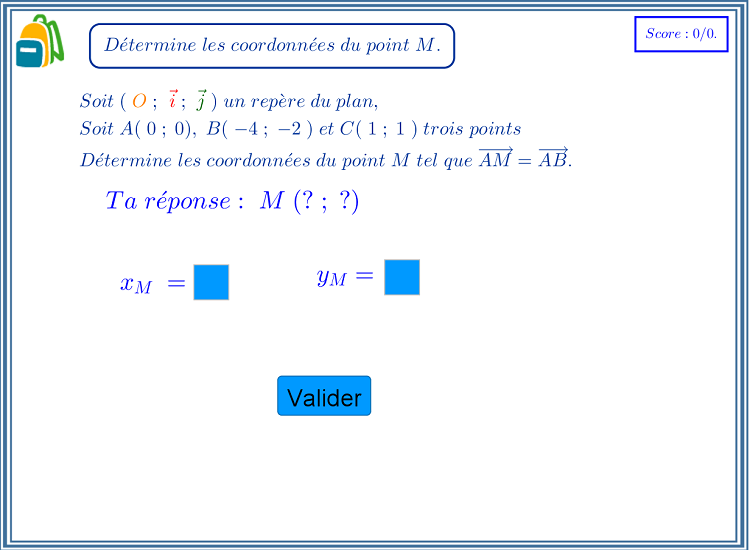 Détermine les coordonnées du point M.
Score : 0/0.
Soit ( O ; i⃗ ; j⃗ ) un repère du plan,
Soit A( 0 ; 0), B( −4 ; −2 ) et C( 1 ; 1 ) trois points
Détermine les coordonnées du point M tel que \overrightarrow{AM} = \overrightarrow{AB}.
Ta réponse : M (? ; ?)
x_M = y_M =
Valider